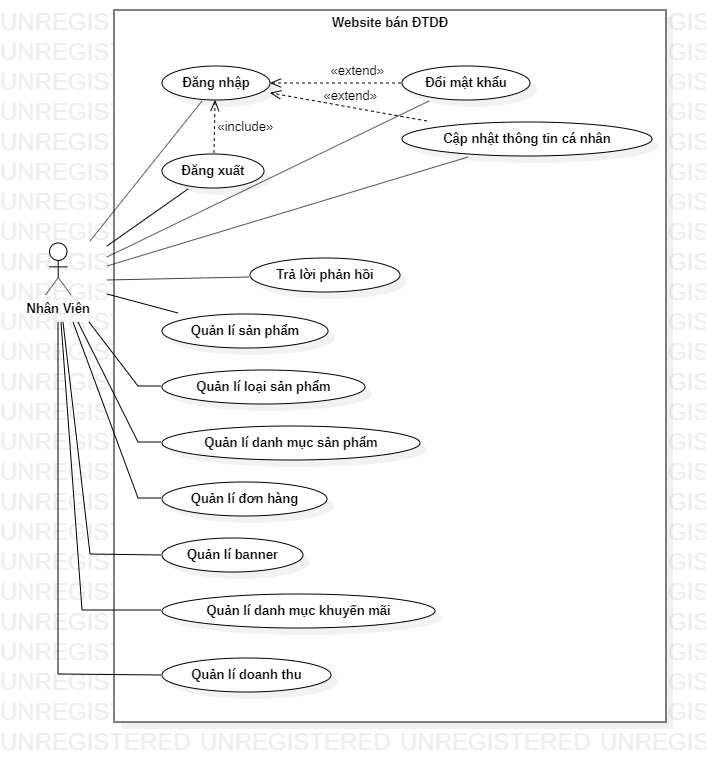 Website bán ĐTDĐ
Đăng nhập
«extend»
Đổi mật khẩu
«extend»
«include»
Cập nhật thông tin cá nhân
Đăng xuất
Nhân Viên
Trả lời phản hồi
Quản lí sản phẩm
Quản lí loại sản phẩm
Quản lí danh mục sản phẩm
Quản lí đơn hàng
Quản lí banner
Quản lí danh mục khuyến mãi
Quản lí doanh thu
UNREGISTERED UNREGISTERED UNREGISTERED UNREGISTERED